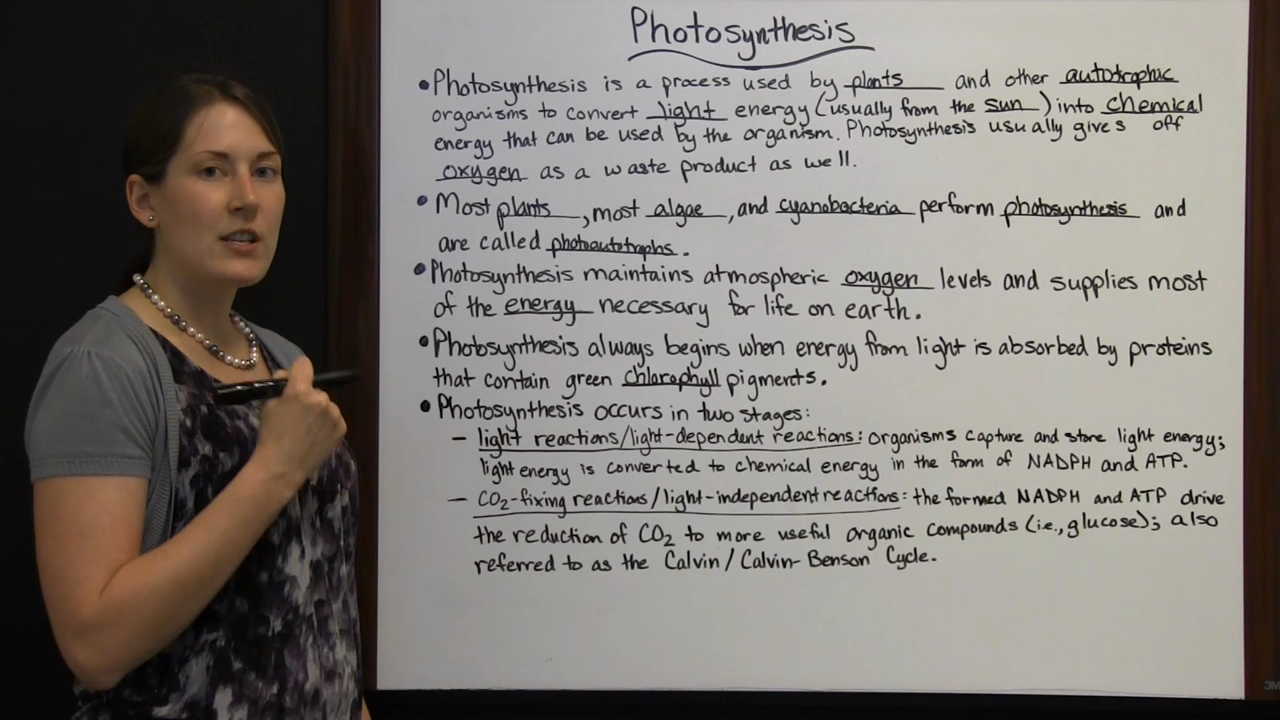 Photosynthesis
• Photosynthesis is a process used by plants and other autotrophic
organisms to convert light energy (usually from the sun) into chemical
energy that can be used by the organism. Photosynthesis usually gives off
oxygen as a waste product as well.
• Most plants, most algae, and cyanobacteria perform photosynthesis and
are called photoautotrophs.
• Photosynthesis maintains atmospheric oxygen levels and supplies most
of the energy necessary for life on earth.
• Photosynthesis always begins when energy from light is absorbed by proteins
that contain green chlorophyll pigments.
• Photosynthesis occurs in two stages:
– light reactions/light-dependent reactions: organisms capture and store light energy;
light energy is converted to chemical energy in the form of NADPH and ATP.
– CO₂-fixing reactions/light-independent reactions: the formed NADPH and ATP drive
the reduction of CO₂ to more useful organic compounds (i.e., glucose); also
referred to as the Calvin/Calvin-Benson Cycle.
3M